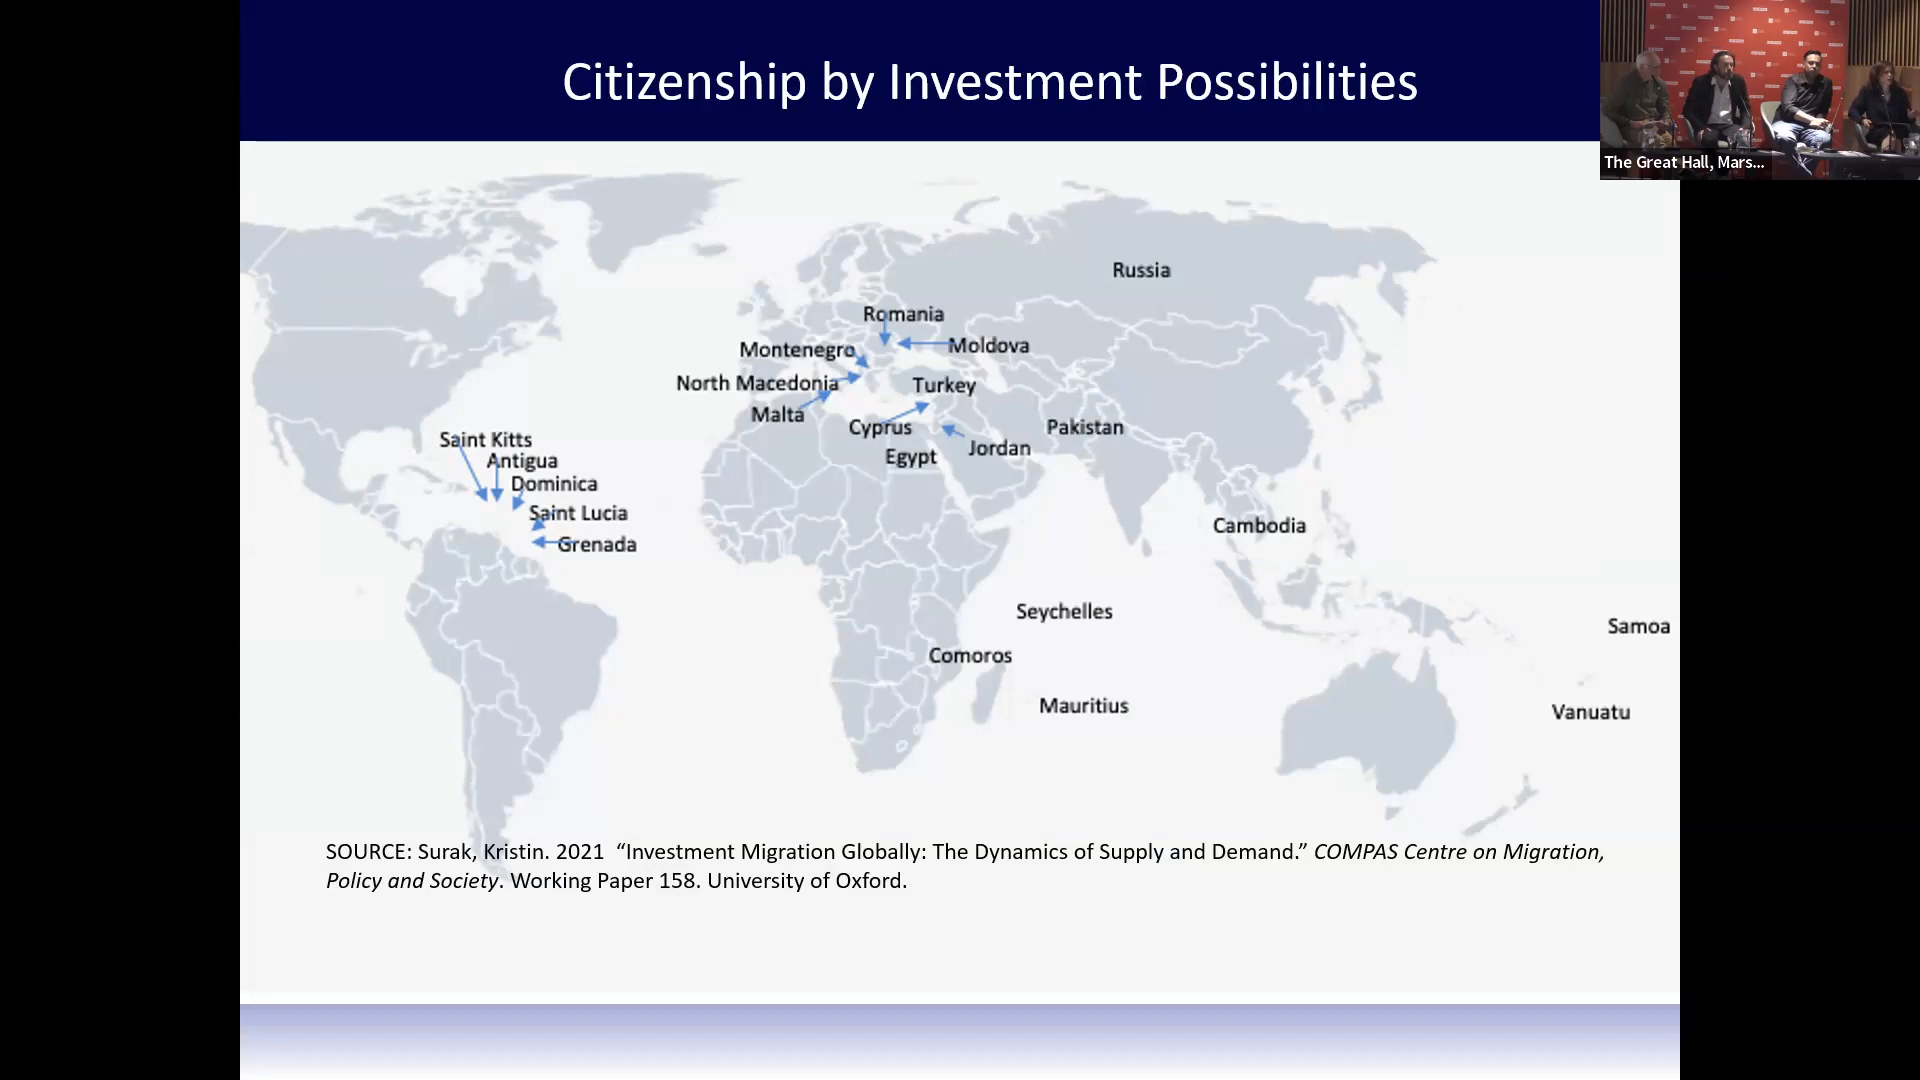 Citizenship by Investment Possibilities
The Great Hall, Mars...
Russia
Romania
Moldova
Montenegro
North Macedonia
Turkey
Malta
Cyprus
Pakistan
Jordan
Egypt
Saint Kitts
Antigua
Dominica
Saint Lucia
Grenada
Cambodia
Seychelles
Samoa
Comoros
Mauritius
Vanuatu
SOURCE: Surak, Kristin. 2021 “Investment Migration Globally: The Dynamics of Supply and Demand.” COMPAS Centre on Migration,
Policy and Society. Working Paper 158. University of Oxford.